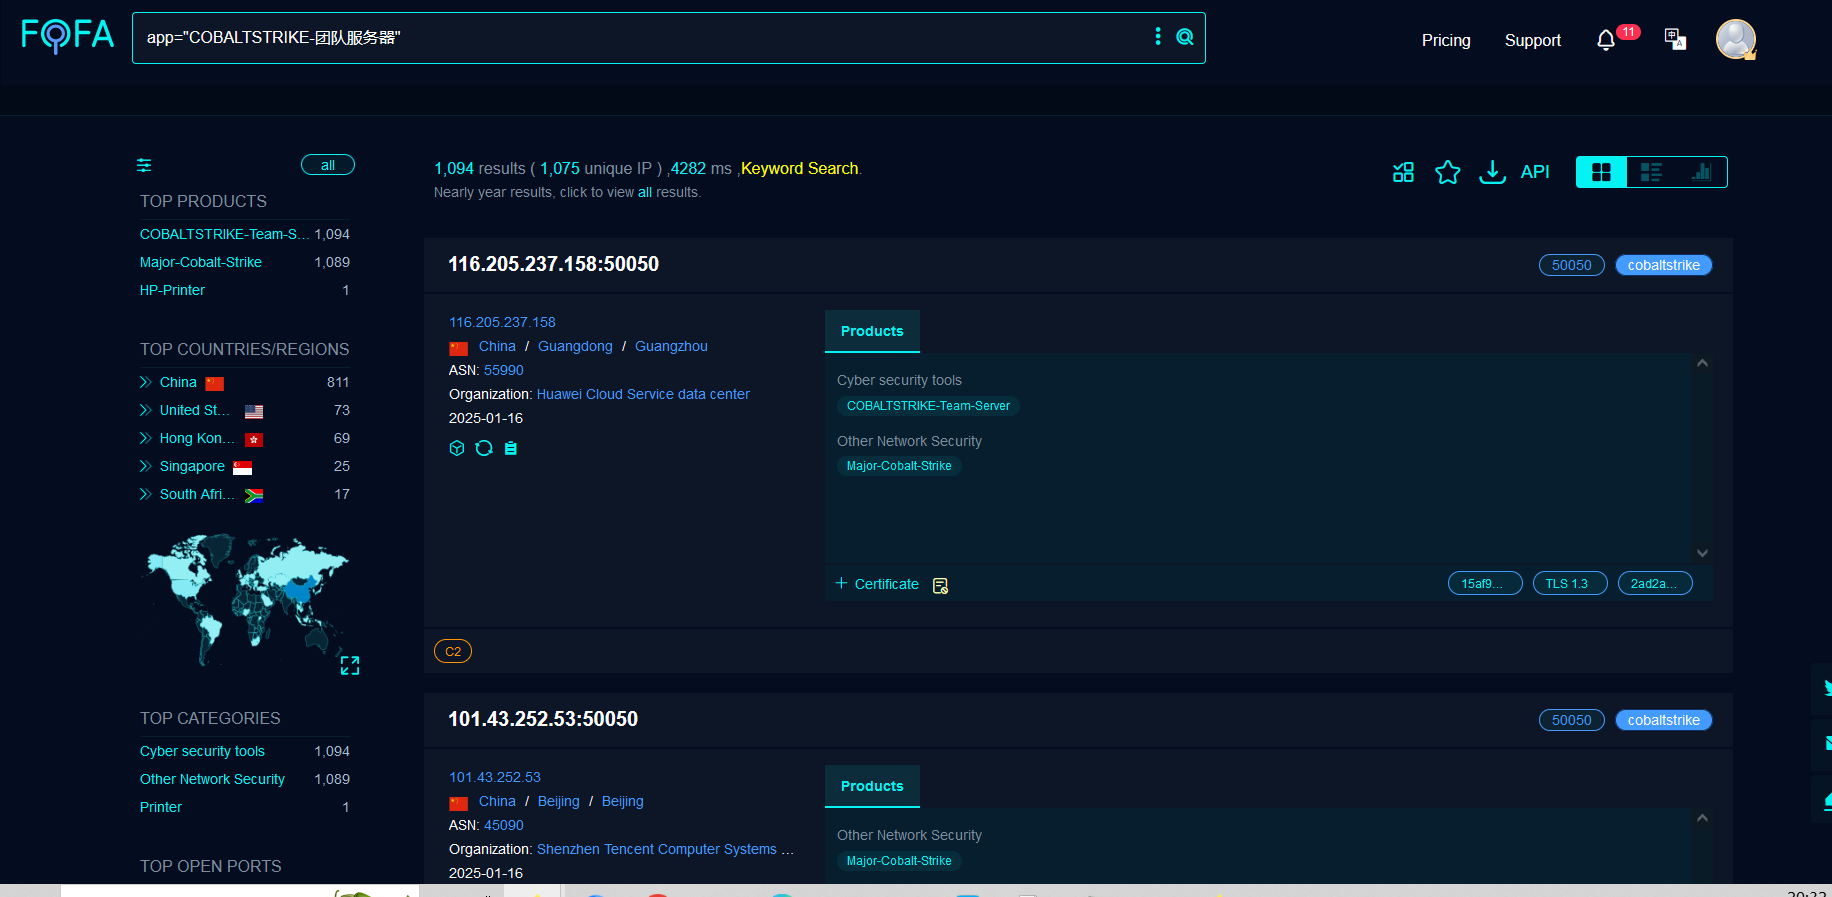 FOFA
app="COBALTSTRIKE-团队服务器"
Pricing
Support
11
中
A
all
TOP PRODUCTS
COBALTSTRIKE-Team-S... 1,094
Major-Cobalt-Strike 1,089
HP-Printer 1
TOP COUNTRIES/REGIONS
China 811
United St... 73
Hong Kon... 69
Singapore 25
South Afri... 17
TOP CATEGORIES
Cyber security tools 1,094
Other Network Security 1,089
Printer 1
TOP OPEN PORTS
1,094 results ( 1,075 unique IP ) ,4282 ms ,Keyword Search.
Nearly year results, click to view all results.
API
116.205.237.158:50050
50050
cobaltstrike
116.205.237.158
China / Guangdong / Guangzhou
ASN: 55990
Organization: Huawei Cloud Service data center
2025-01-16
Products
Cyber security tools
COBALTSTRIKE-Team-Server
Other Network Security
Major-Cobalt-Strike
+ Certificate
15af9...
TLS 1.3
2ad2a...
C2
101.43.252.53:50050
50050
cobaltstrike
101.43.252.53
China / Beijing / Beijing
ASN: 45090
Organization: Shenzhen Tencent Computer Systems ...
2025-01-16
Products
Other Network Security
Major-Cobalt-Strike